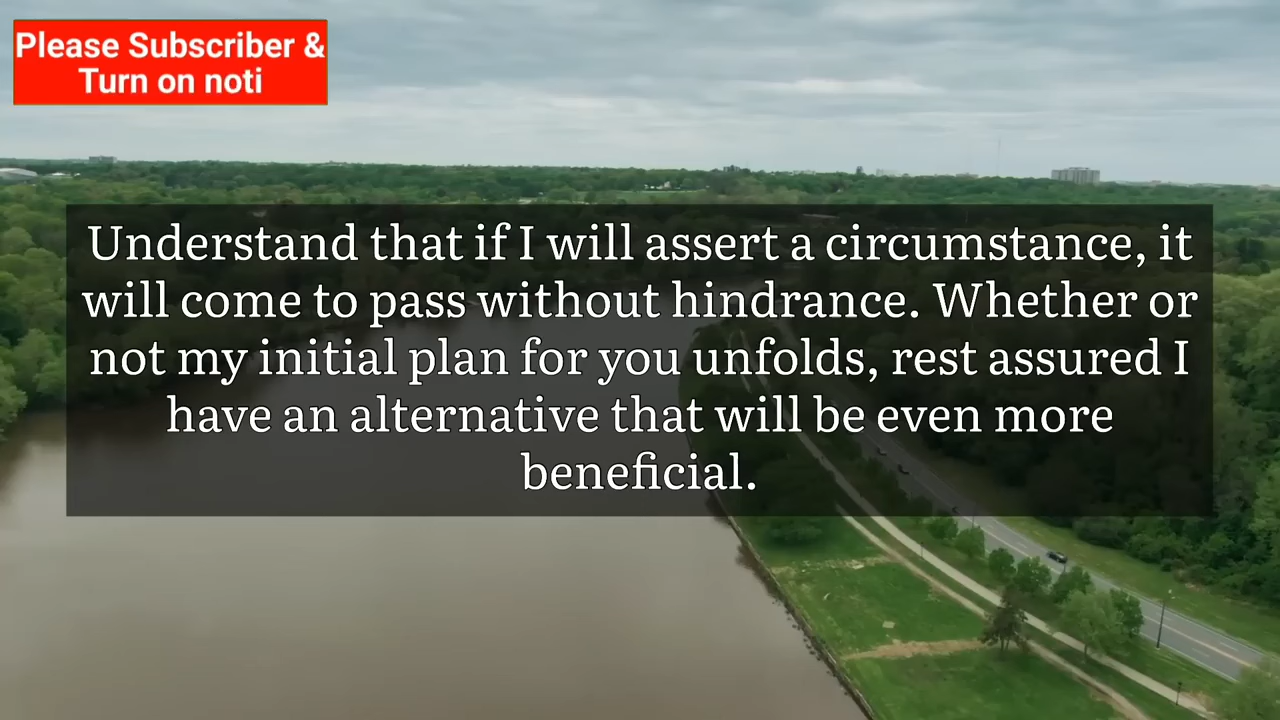 Please Subscriber &
Turn on noti
Understand that if I will assert a circumstance, it
will come to pass without hindrance. Whether or
not my initial plan for you unfolds, rest assured I
have an alternative that will be even more
beneficial.